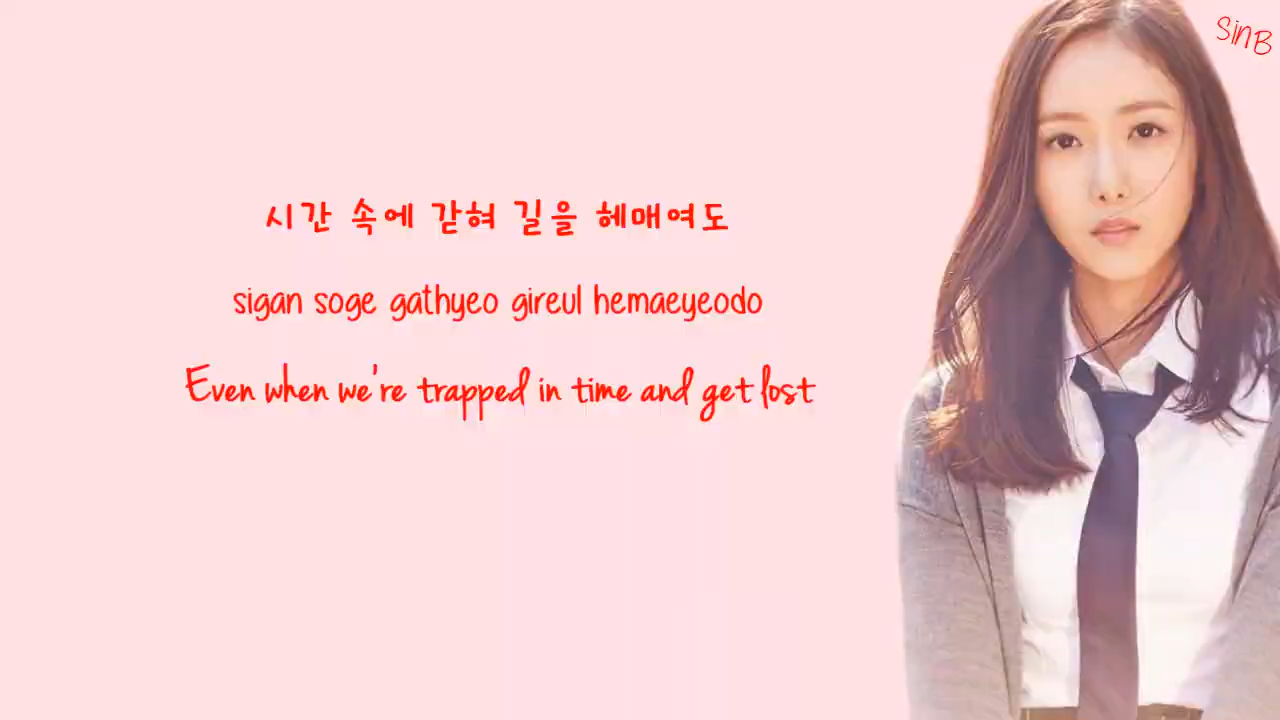 SinB
시간 속에 갇혀 길을 헤매여도
sigan soge gathyeo gireul hemaeyeodo
Even when we're trapped in time and get lost